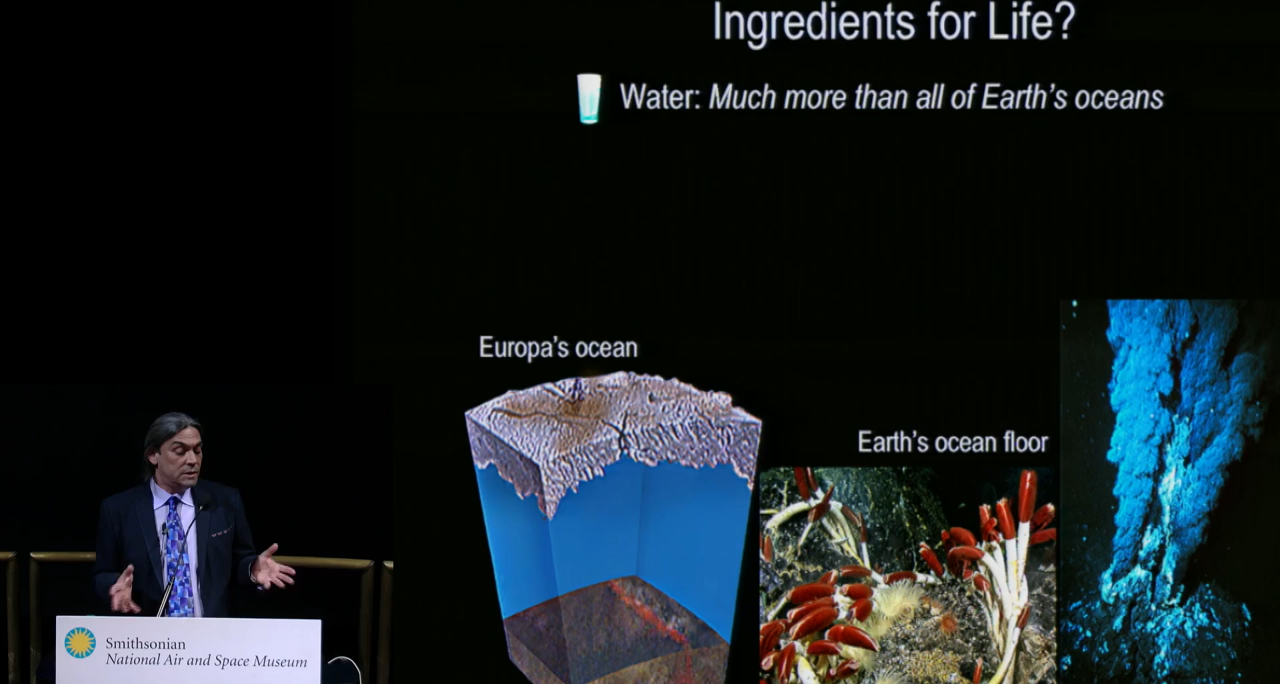 Ingredients for Life?
Water: Much more than all of Earth's oceans
Europa's ocean
Earth's ocean floor
Smithsonian
National Air and Space Museum